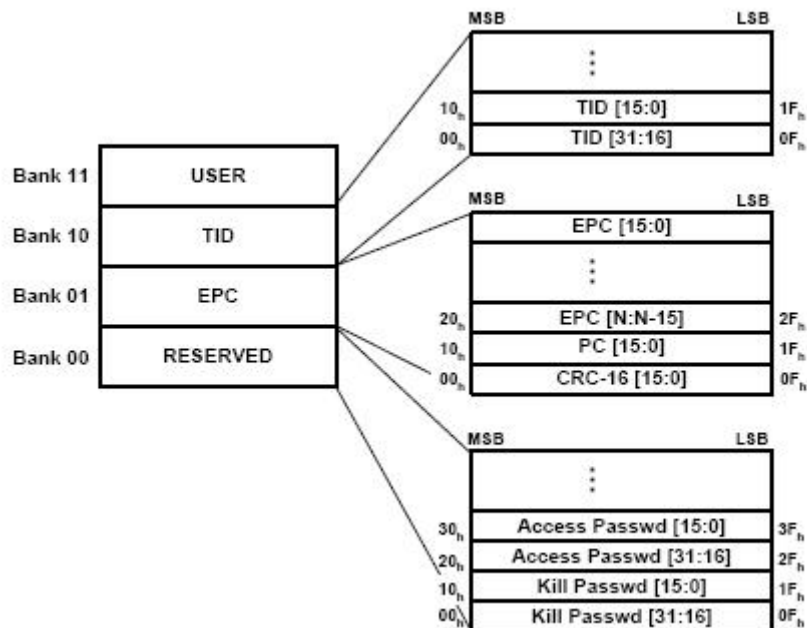 MSB LSB
⋮
10h TID [15:0] 1Fh
00h TID [31:16] 0Fh
Bank 11 USER
Bank 10 TID
Bank 01 EPC
Bank 00 RESERVED
MSB LSB
EPC [15:0]
⋮
20h EPC [N:N-15] 2Fh
10h PC [15:0] 1Fh
00h CRC-16 [15:0] 0Fh
MSB LSB
⋮
30h Access Passwd [15:0] 3Fh
20h Access Passwd [31:16] 2Fh
10h Kill Passwd [15:0] 1Fh
00h Kill Passwd [31:16] 0Fh